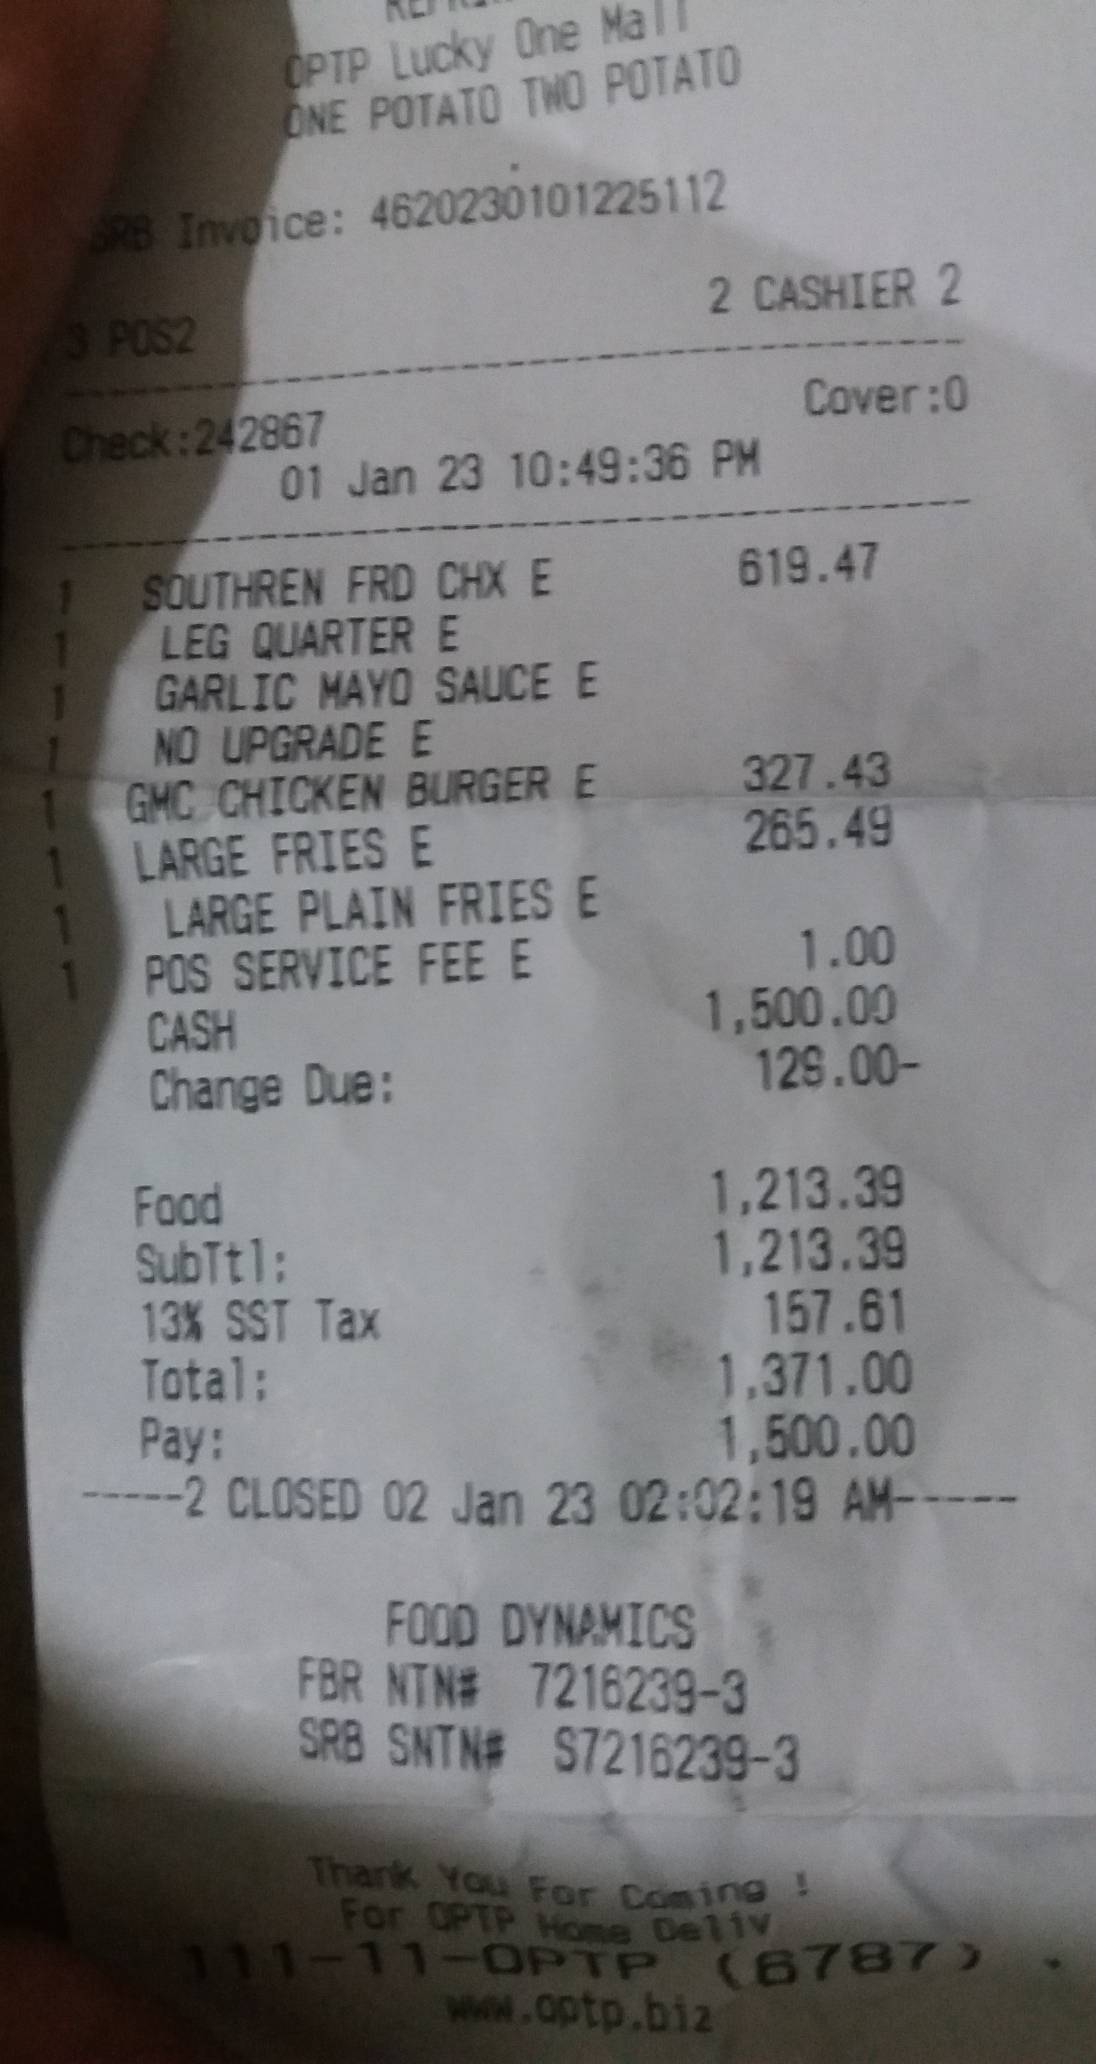 OPTP Lucky One Mall
ONE POTATO TWO POTATO
SRB Invoice: 4620230101225112
3 POS2 2 CASHIER 2
Check:242867 Cover:0
01 Jan 23 10:49:36 PM
1 SOUTHREN FRD CHX E 619.47
1 LEG QUARTER E
1 GARLIC MAYO SAUCE E
1 NO UPGRADE E
1 GMC CHICKEN BURGER E 327.43
1 LARGE FRIES E 265.49
1 LARGE PLAIN FRIES E
1 POS SERVICE FEE E 1.00
CASH 1,500.00
Change Due: 129.00-
Food 1,213.39
SubTtl: 1,213.39
13% SST Tax 157.61
Total: 1,371.00
Pay: 1,500.00
-----2 CLOSED 02 Jan 23 02:02:19 AM-----
FOOD DYNAMICS
FBR NTN# 7216239-3
SRB SNTN# S7216239-3
Thank You For Coming !
For OPTP Home Deliv
111-11-OPTP (6787) .
www.optp.biz